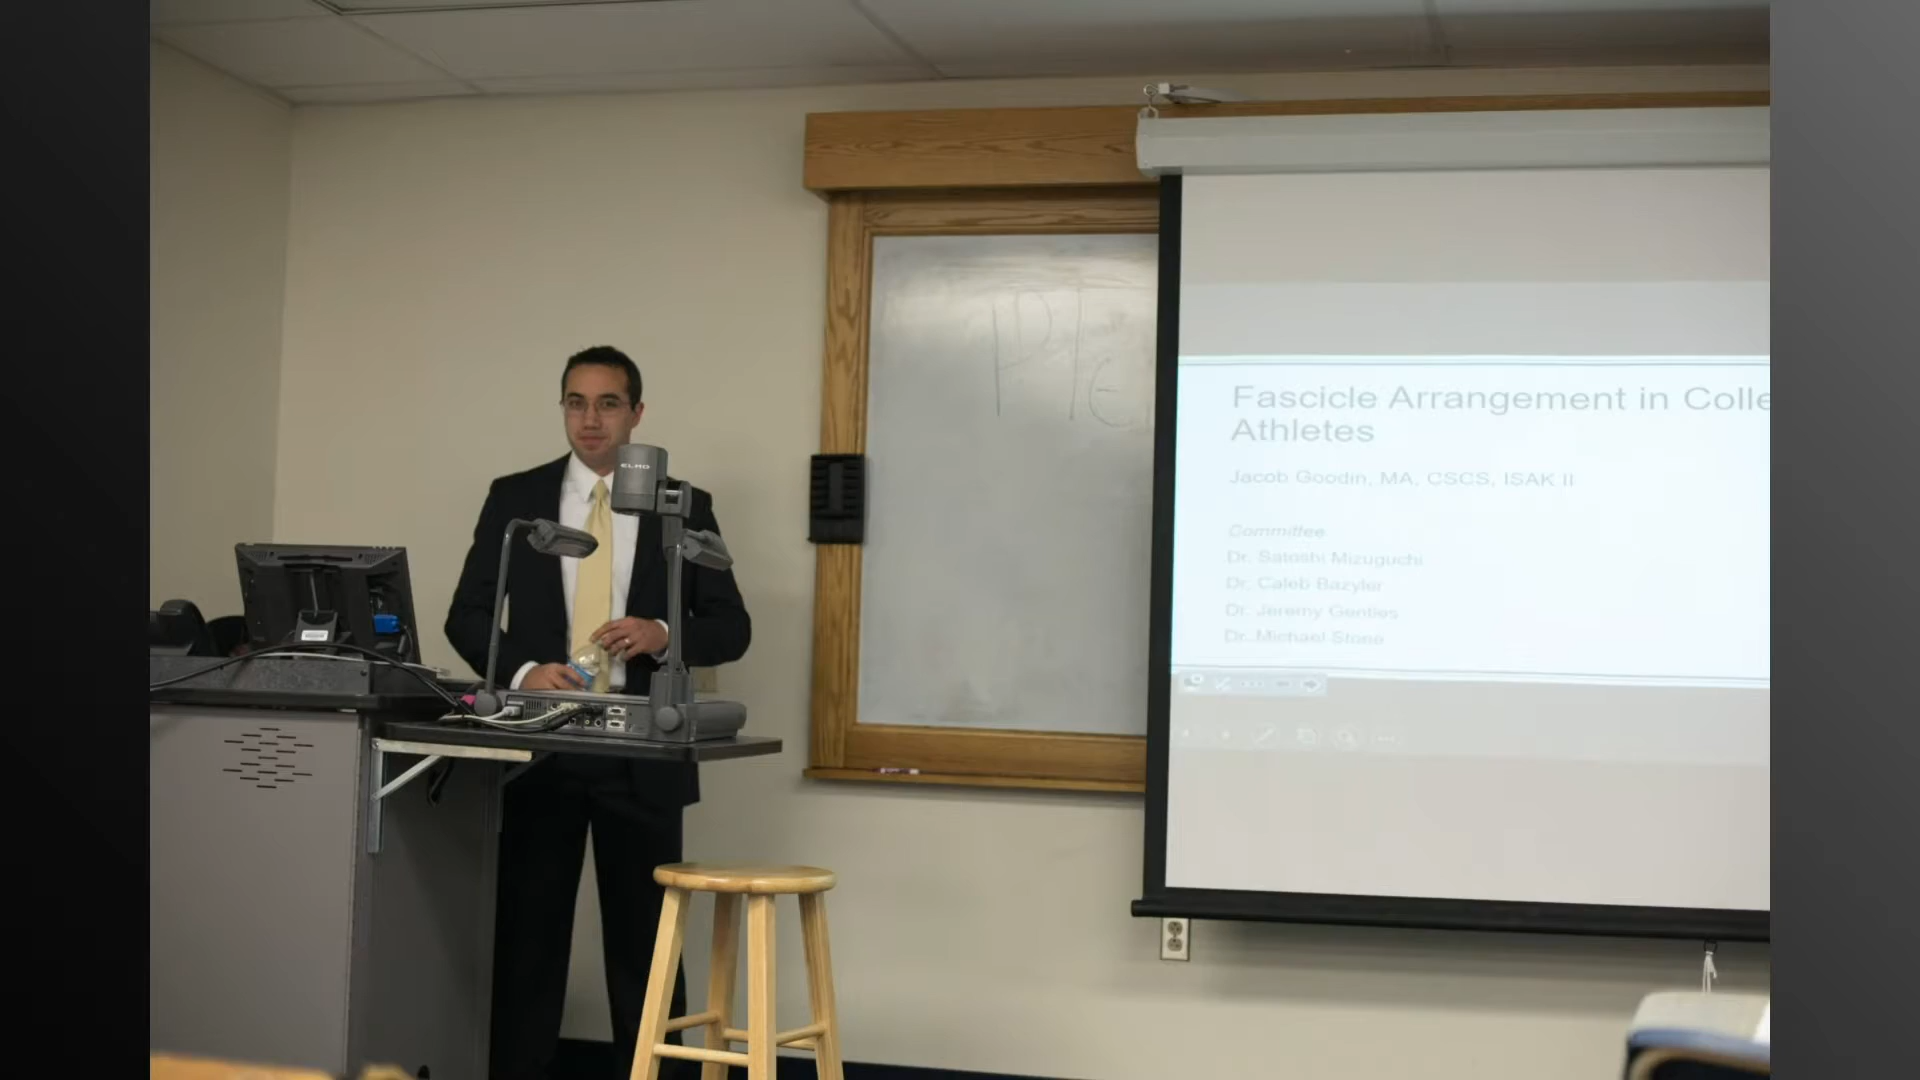 ELMO
Fascicle Arrangement in Colle
Athletes
Jacob Goodin, MA, CSCS, ISAK II
Committee
Dr. Satoshi Mizuguchi
Dr. Caleb Bazyler
Dr. Jeremy Gentles
Dr. Michael Stone